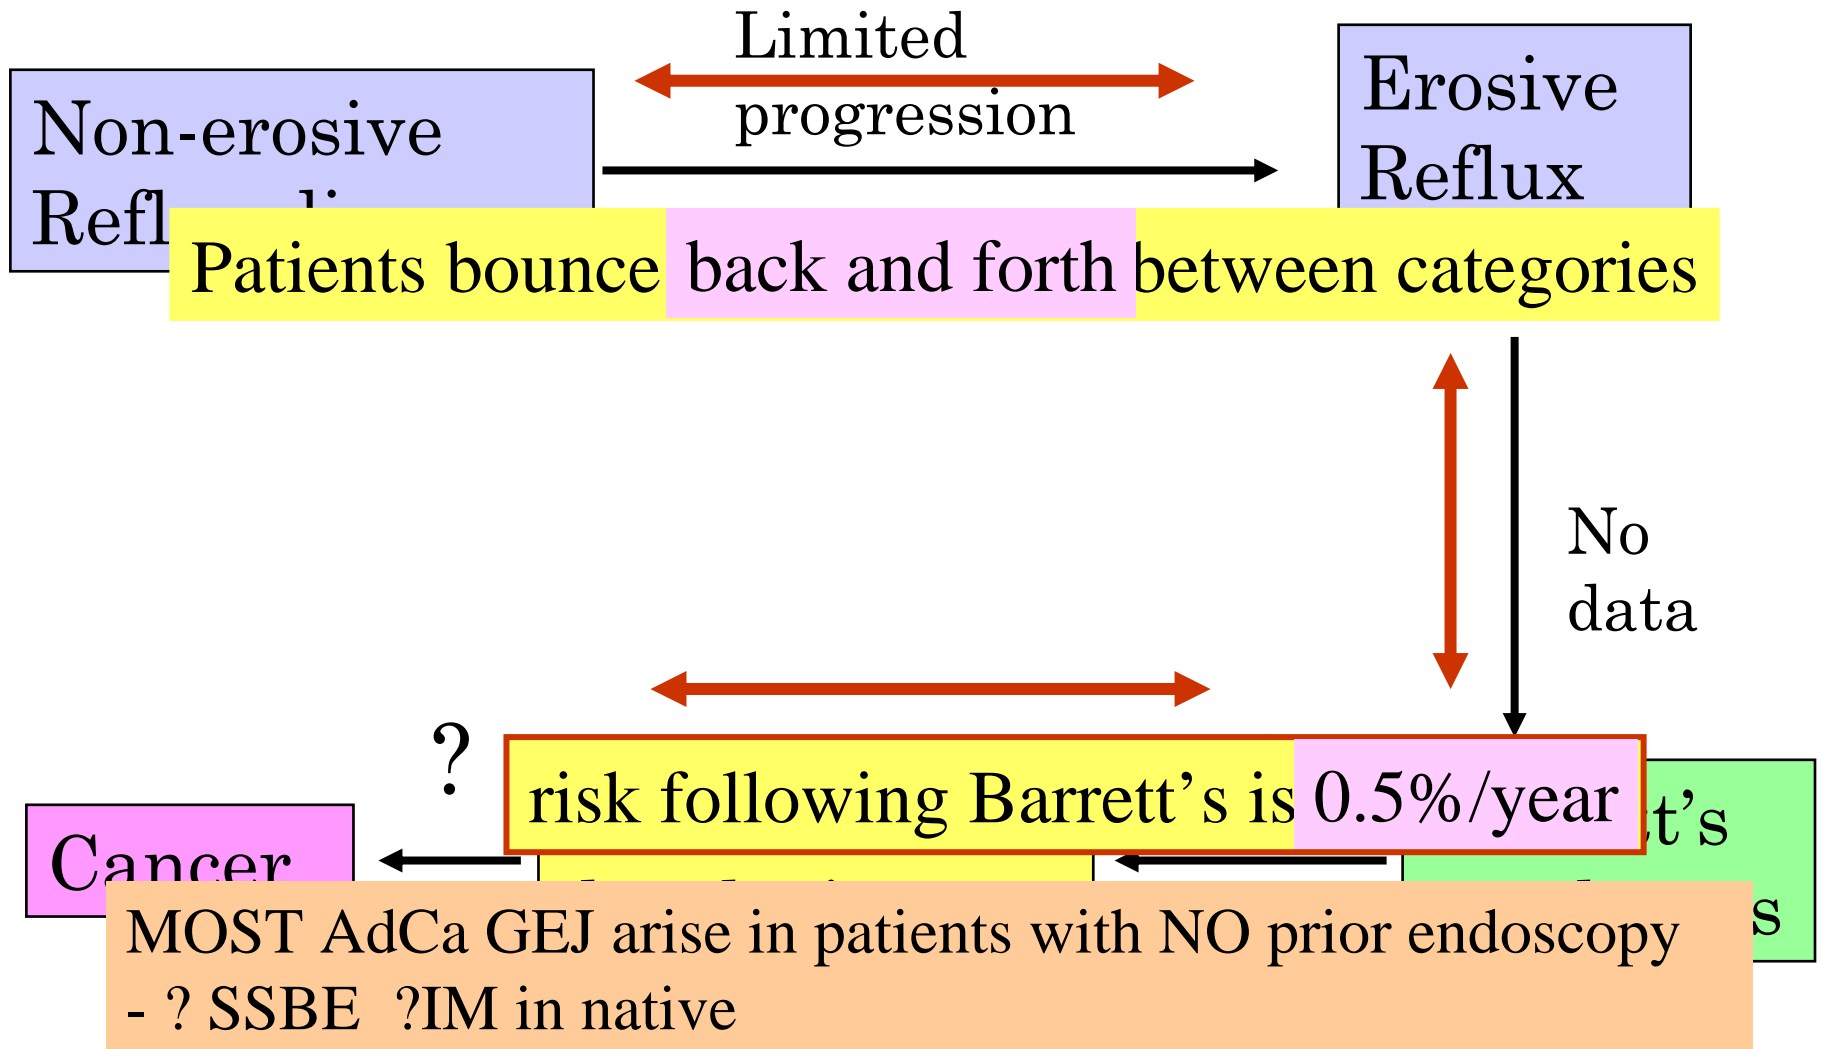 Limited
progression
Non-erosive
Erosive
Reflux
Patients bounce back and forth between categories
No
data
?
risk following Barrett’s is 0.5%/year
Cancer
MOST AdCa GEJ arise in patients with NO prior endoscopy
- ? SSBE ?IM in native